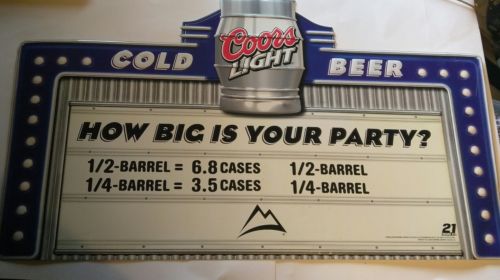 Coors
LIGHT
COLD BEER
HOW BIG IS YOUR PARTY?
1/2-BARREL = 6.8 CASES 1/2-BARREL
1/4-BARREL = 3.5 CASES 1/4-BARREL
21